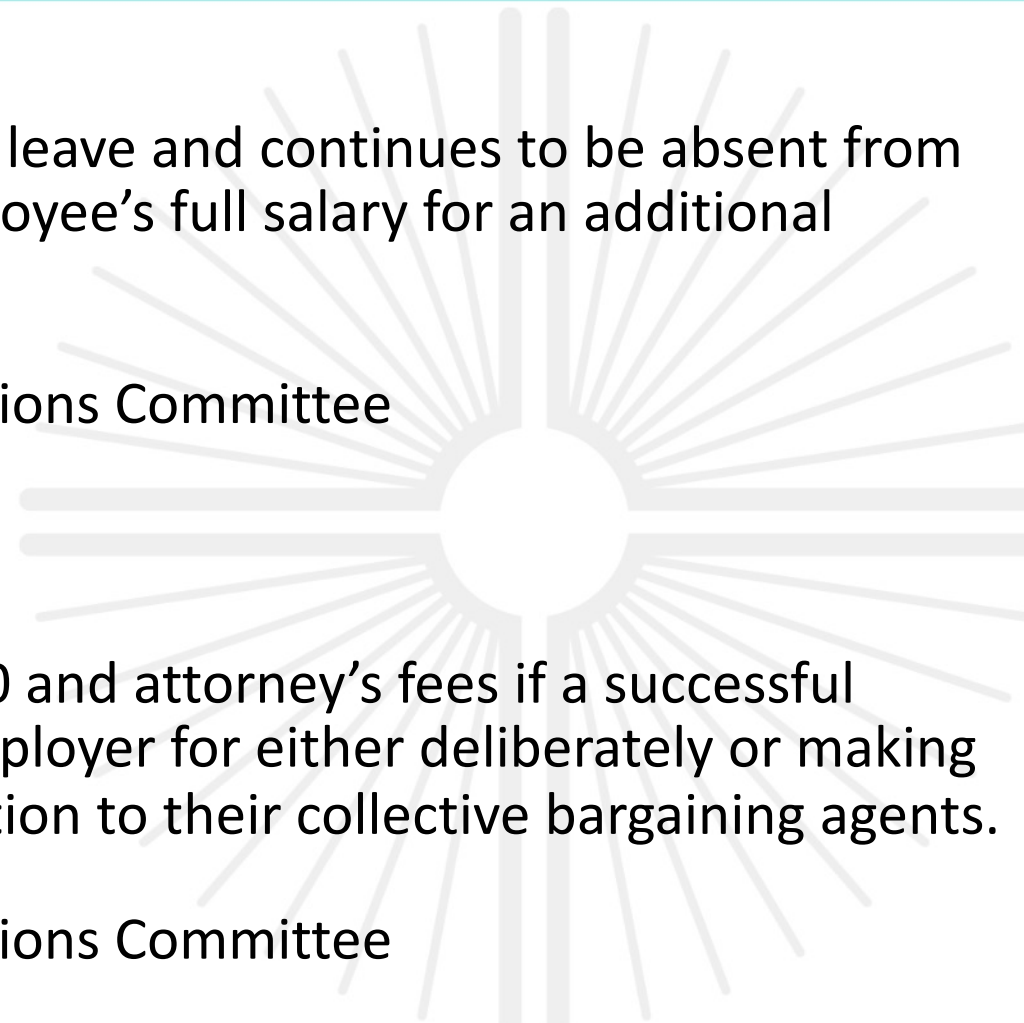 leave and continues to be absent from
oyee’s full salary for an additional
ions Committee
0 and attorney’s fees if a successful
ployer for either deliberately or making
tion to their collective bargaining agents.
ions Committee